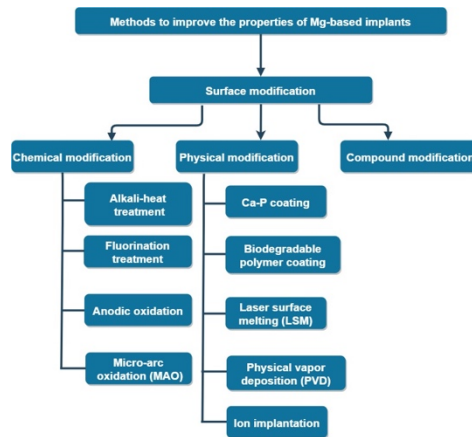 Methods to improve the properties of Mg-based implants
Surface modification
Chemical modification
Physical modification
Compound modification
Alkali-heat
treatment
Fluorination
treatment
Anodic oxidation
Micro-arc
oxidation (MAO)
Ca-P coating
Biodegradable
polymer coating
Laser surface
melting (LSM)
Physical vapor
deposition (PVD)
Ion implantation